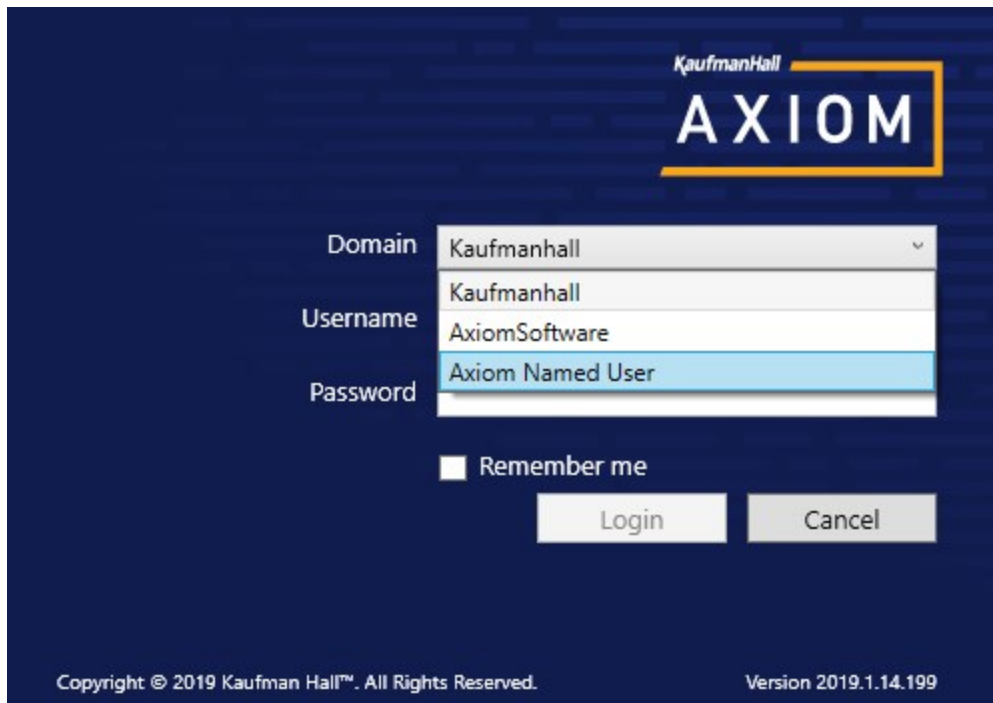 KaufmanHall
AXIOM
Domain
Kaufmanhall
Kaufmanhall
Username
AxiomSoftware
Axiom Named User
Password
Remember me
Login Cancel
Copyright © 2019 Kaufman Hall™. All Rights Reserved. Version 2019.1.14.199